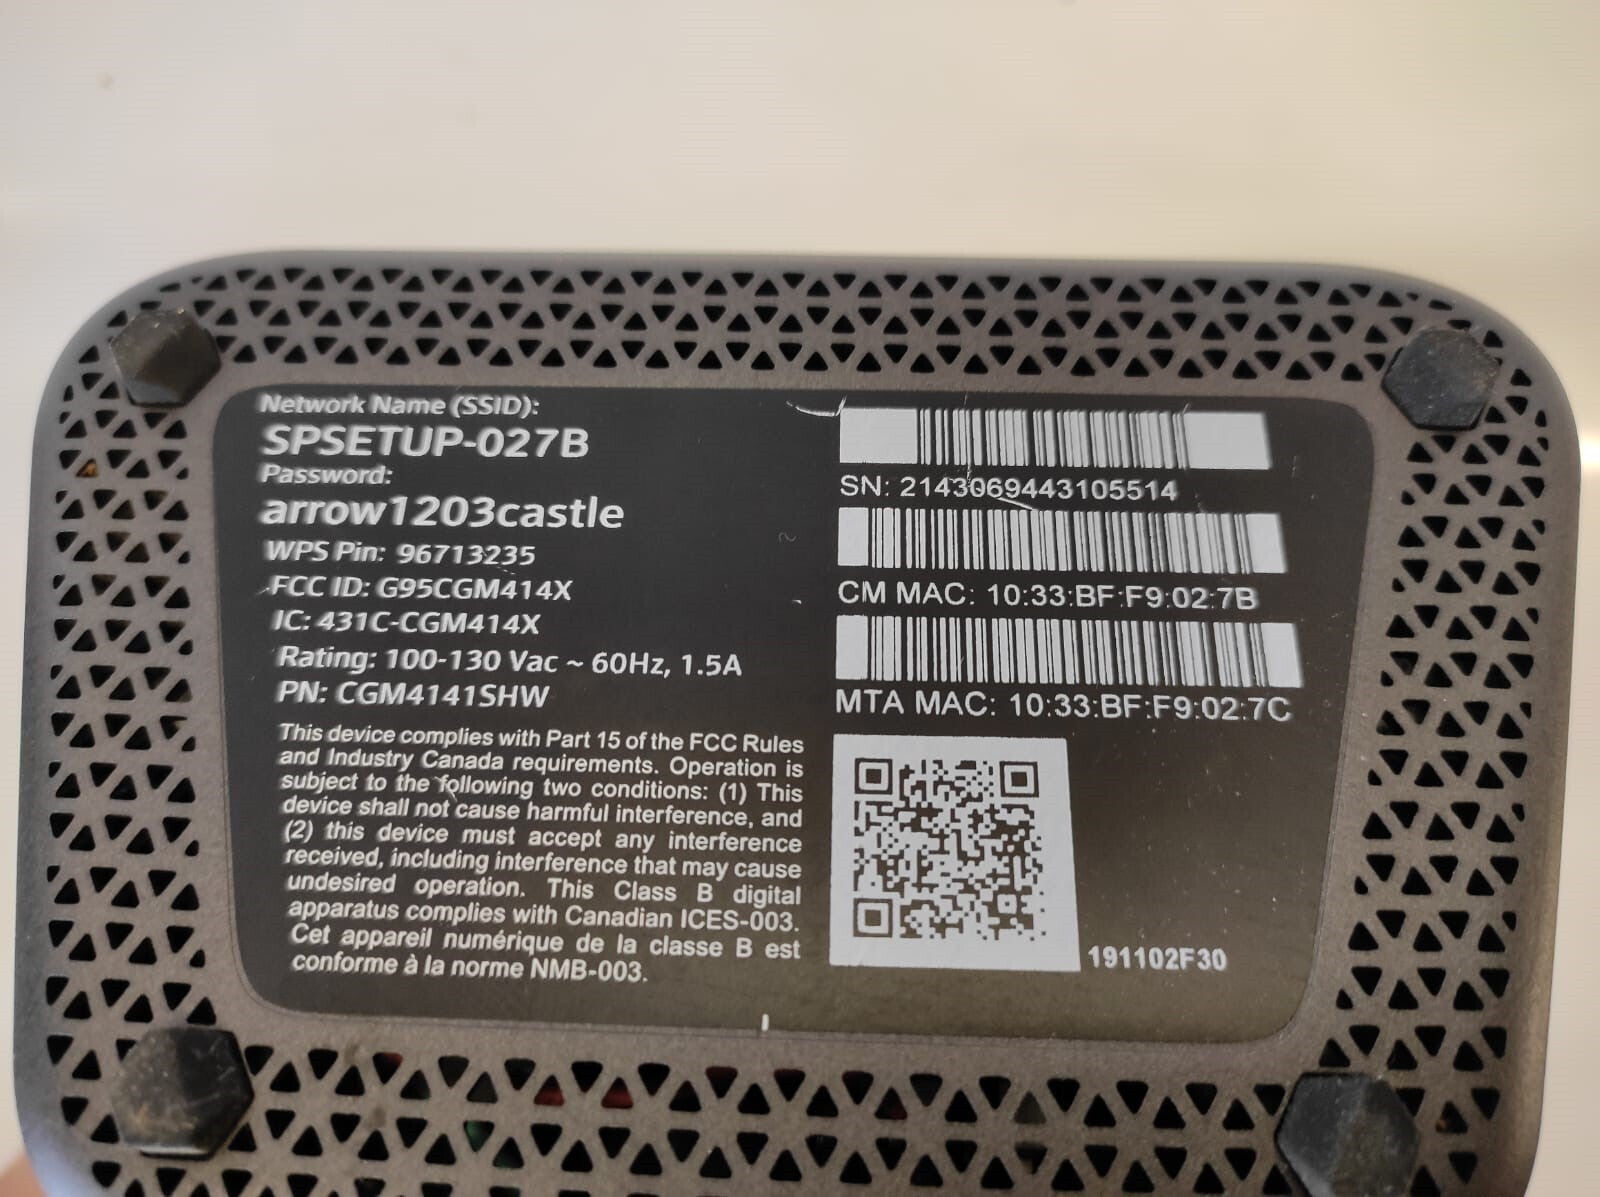 Network Name (SSID):
SPSETUP-027B
Password:
arrow1203castle
WPS Pin: 96713235
FCC ID: G95CGM414X
IC: 431C-CGM414X
Rating: 100-130 Vac ~ 60Hz, 1.5A
PN: CGM4141SHW
This device complies with Part 15 of the FCC Rules
and Industry Canada requirements. Operation is
subject to the following two conditions: (1) This
device shall not cause harmful interference, and
(2) this device must accept any interference
received, including interference that may cause
undesired operation. This Class B digital
apparatus complies with Canadian ICES-003.
Cet appareil numérique de la classe B est
conforme à la norme NMB-003.
SN: 2143069443105514
CM MAC: 10:33:BF:F9:02:7B
MTA MAC: 10:33:BF:F9:02:7C
191102F30